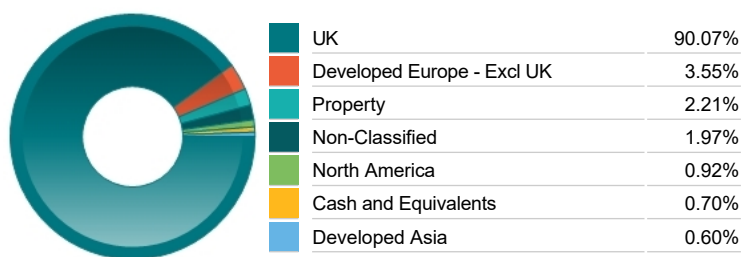 UK 90.07%
Developed Europe - Excl UK 3.55%
Property 2.21%
Non-Classified 1.97%
North America 0.92%
Cash and Equivalents 0.70%
Developed Asia 0.60%